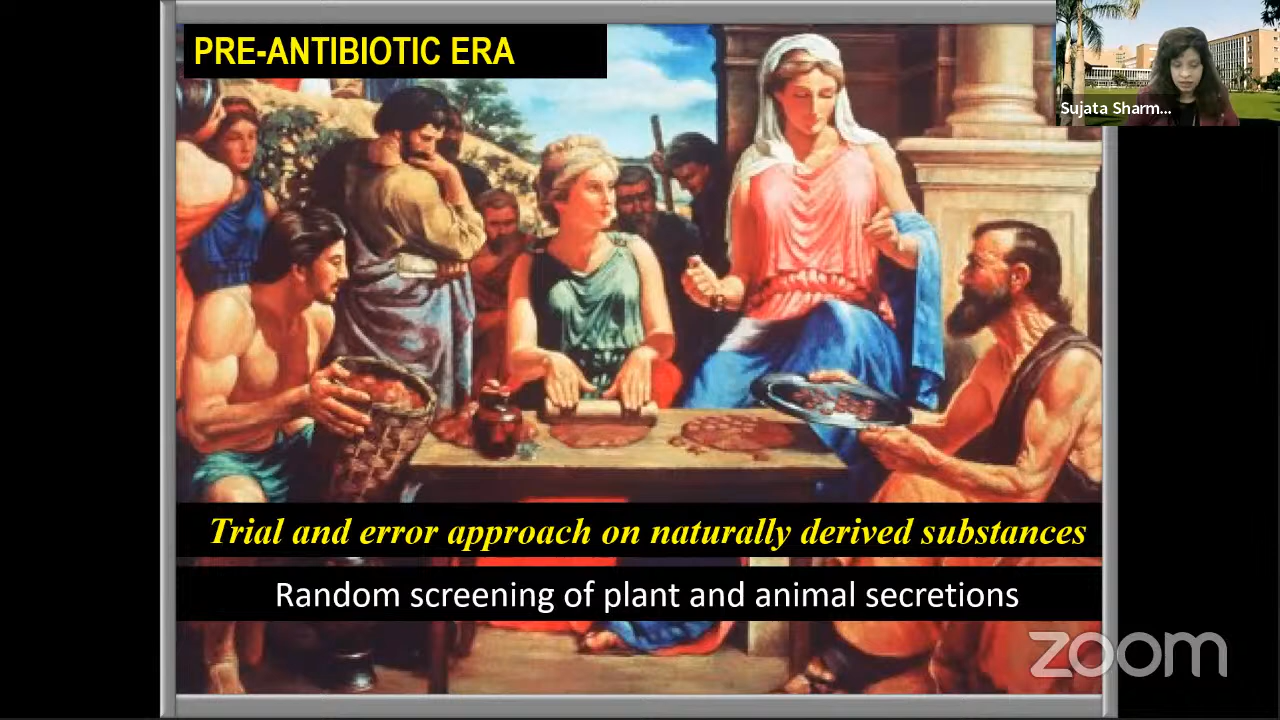 PRE-ANTIBIOTIC ERA
Sujata Sharm...
Trial and error approach on naturally derived substances
Random screening of plant and animal secretions
zoom